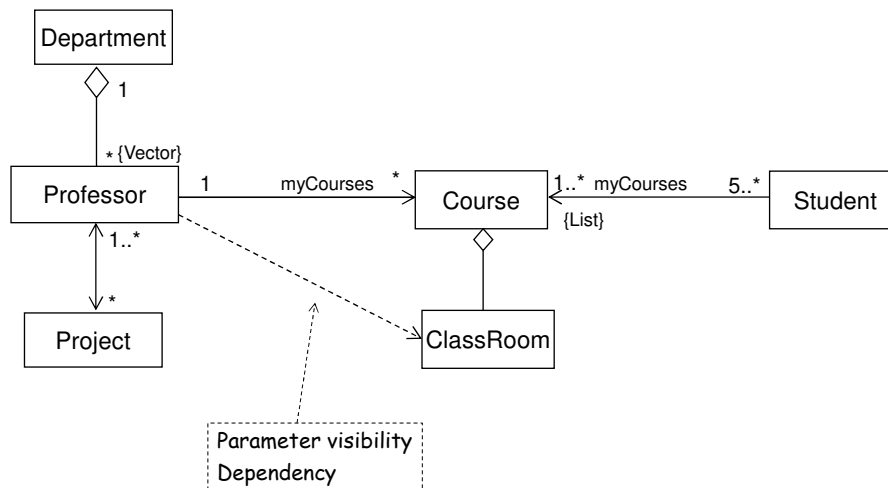 Department
1
* {Vector}
Professor
1 myCourses *
Course
1..* myCourses 5..*
{List}
Student
1..*
*
Project
ClassRoom
Parameter visibility
Dependency